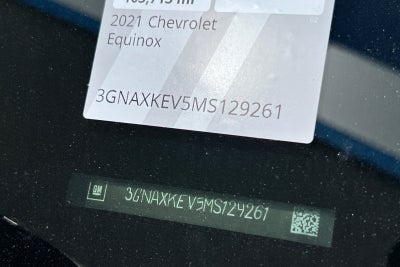 2021 Chevrolet
Equinox
3GNAXKEV5MS129261
GM 3GNAXKEV5MS129261